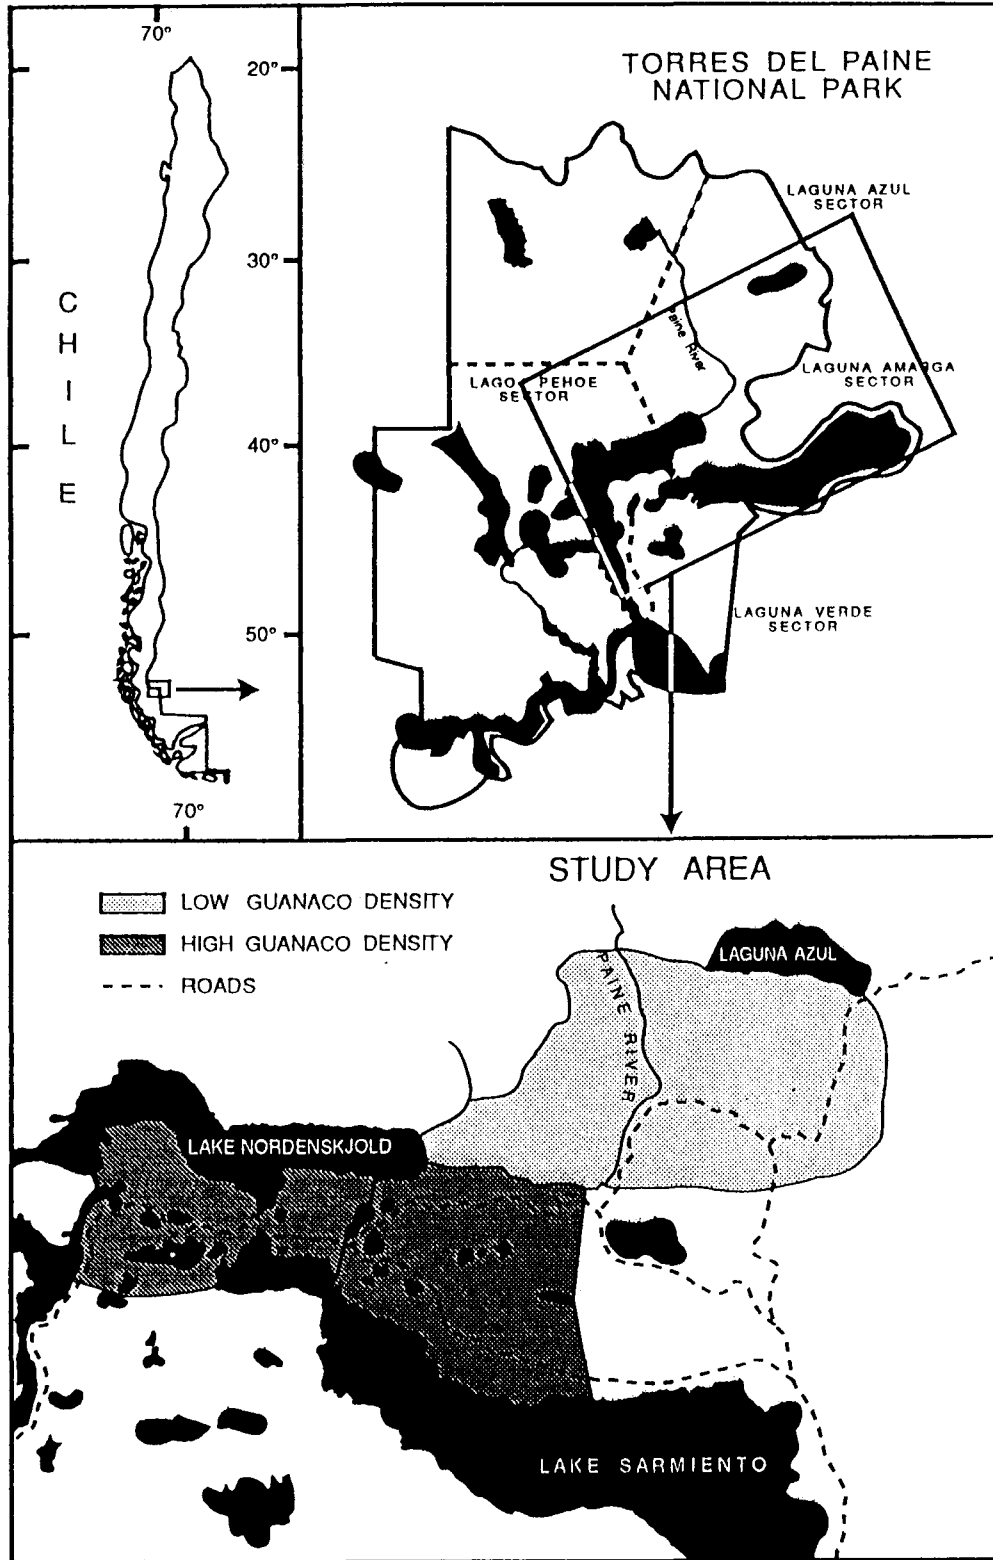 70°
20°
30°
40°
50°
70°
C
H
I
L
E
TORRES DEL PAINE
NATIONAL PARK
LAGUNA AZUL
SECTOR
Paine River
LAGUNA AMARGA
SECTOR
LAGO PEHOE
SECTOR
LAGUNA VERDE
SECTOR
STUDY AREA
LOW GUANACO DENSITY
HIGH GUANACO DENSITY
ROADS
LAGUNA AZUL
PAINE RIVER
LAKE NORDENSKJOLD
LAKE SARMIENTO